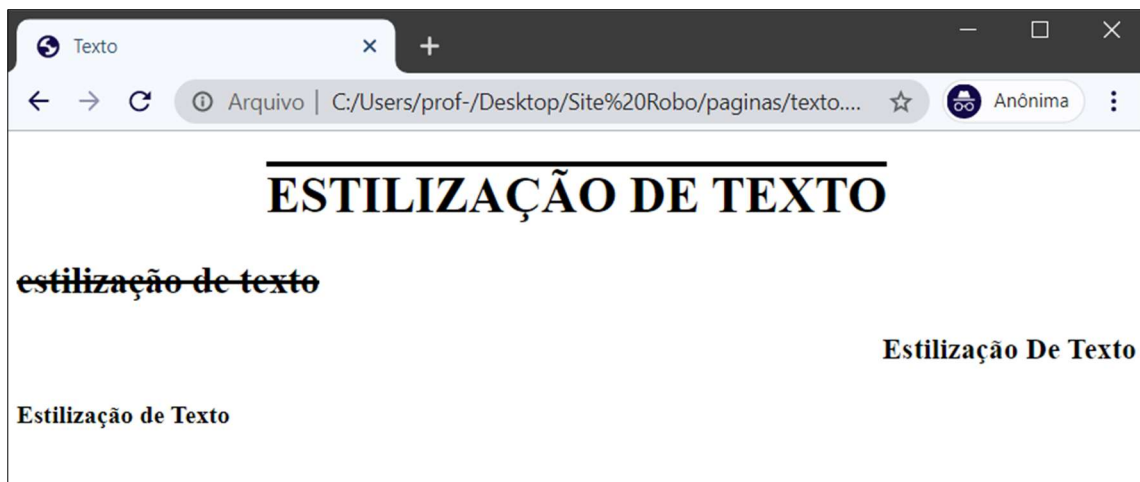 Texto
Arquivo | C:/Users/prof-/Desktop/Site%20Robo/paginas/texto.... Anônima
ESTILIZAÇÃO DE TEXTO
estilização de texto
Estilização De Texto
Estilização de Texto